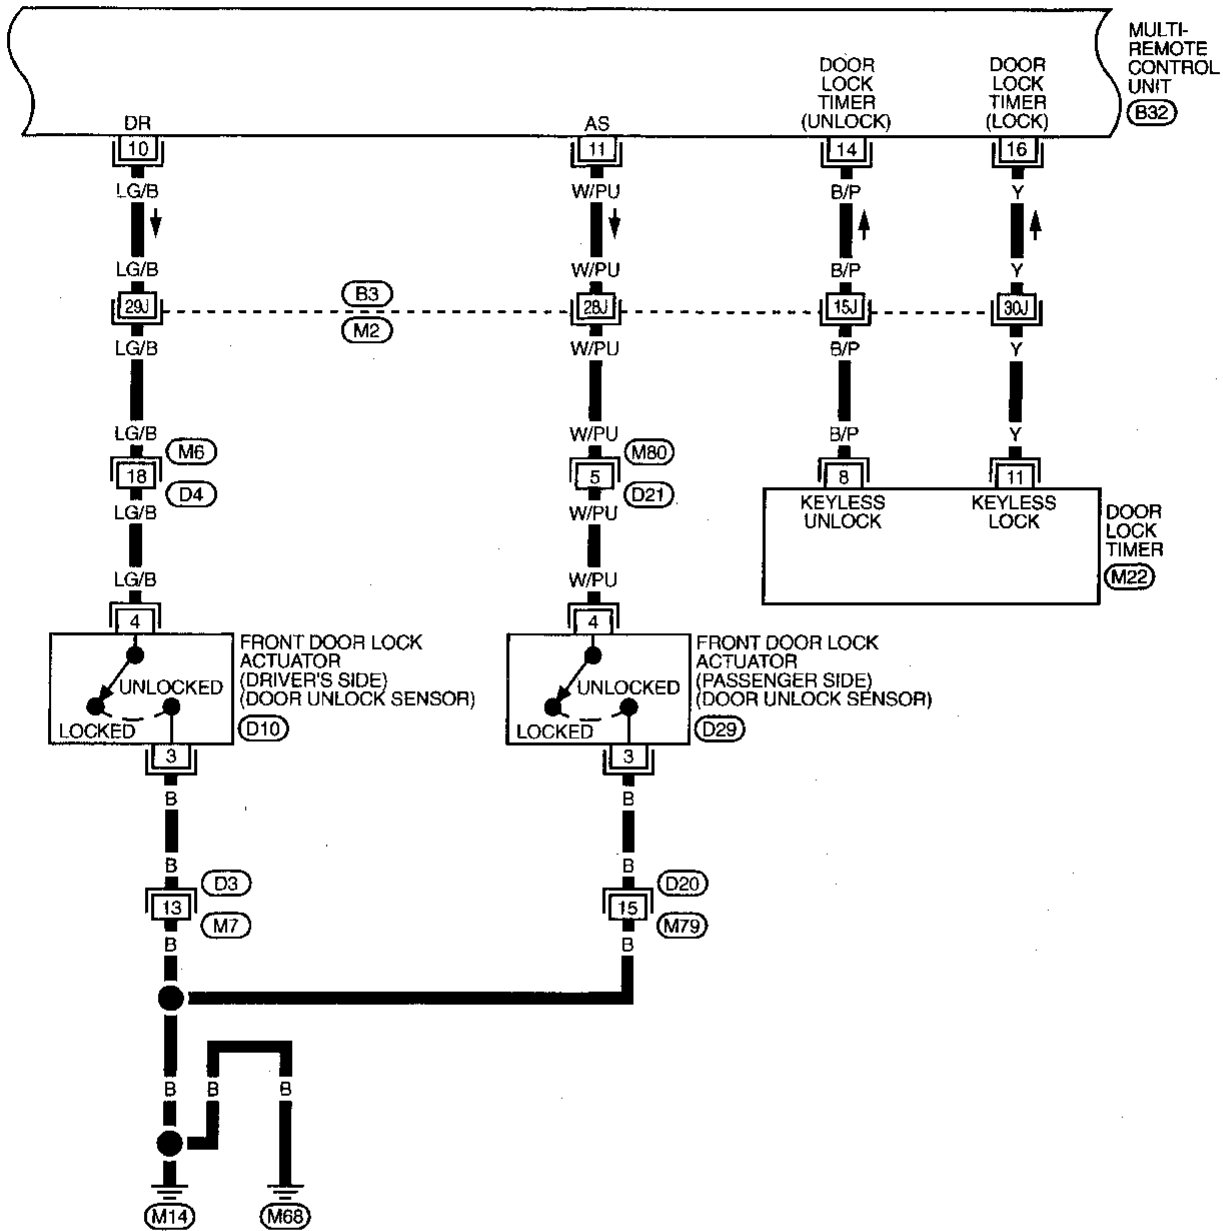 MULTI-
REMOTE
CONTROL
UNIT
B32
DOOR
LOCK
TIMER
(UNLOCK)
DOOR
LOCK
TIMER
(LOCK)
DR
AS
10
11
14
16
LG/B
W/PU
B/P
Y
LG/B
W/PU
B/P
Y
29J
B3
M2
28J
15J
30J
LG/B
W/PU
B/P
Y
LG/B
W/PU
B/P
Y
M6
18
D4
M80
5
D21
8
11
KEYLESS
UNLOCK
KEYLESS
LOCK
DOOR
LOCK
TIMER
M22
LG/B
W/PU
LG/B
W/PU
4
4
UNLOCKED
LOCKED
FRONT DOOR LOCK
ACTUATOR
(DRIVER'S SIDE)
(DOOR UNLOCK SENSOR)
D10
UNLOCKED
LOCKED
FRONT DOOR LOCK
ACTUATOR
(PASSENGER SIDE)
(DOOR UNLOCK SENSOR)
D29
3
3
B
B
B
B
D3
13
M7
D20
15
M79
B
B
B
B
B
M14
M68